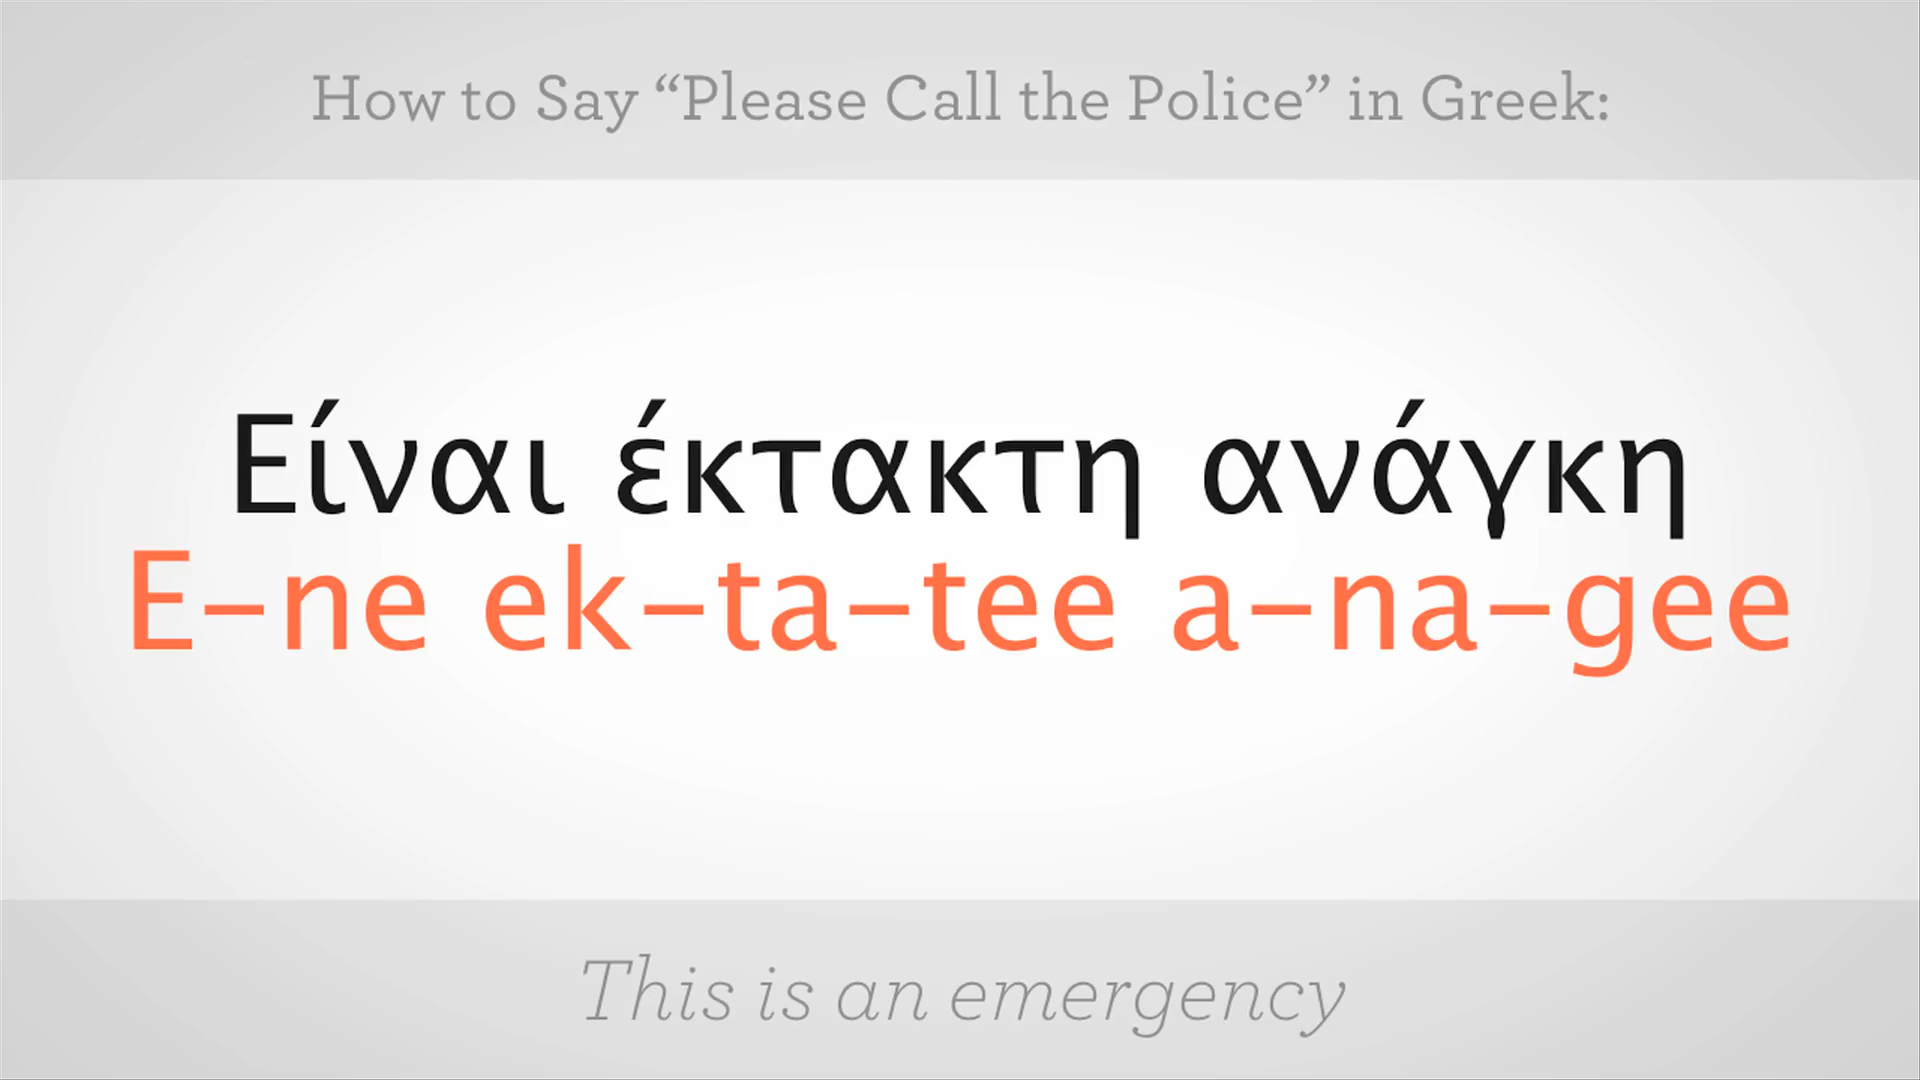 How to Say “Please Call the Police” in Greek:
Είναι έκτακτη ανάγκη
E–ne ek–ta–tee a–na–gee
This is an emergency